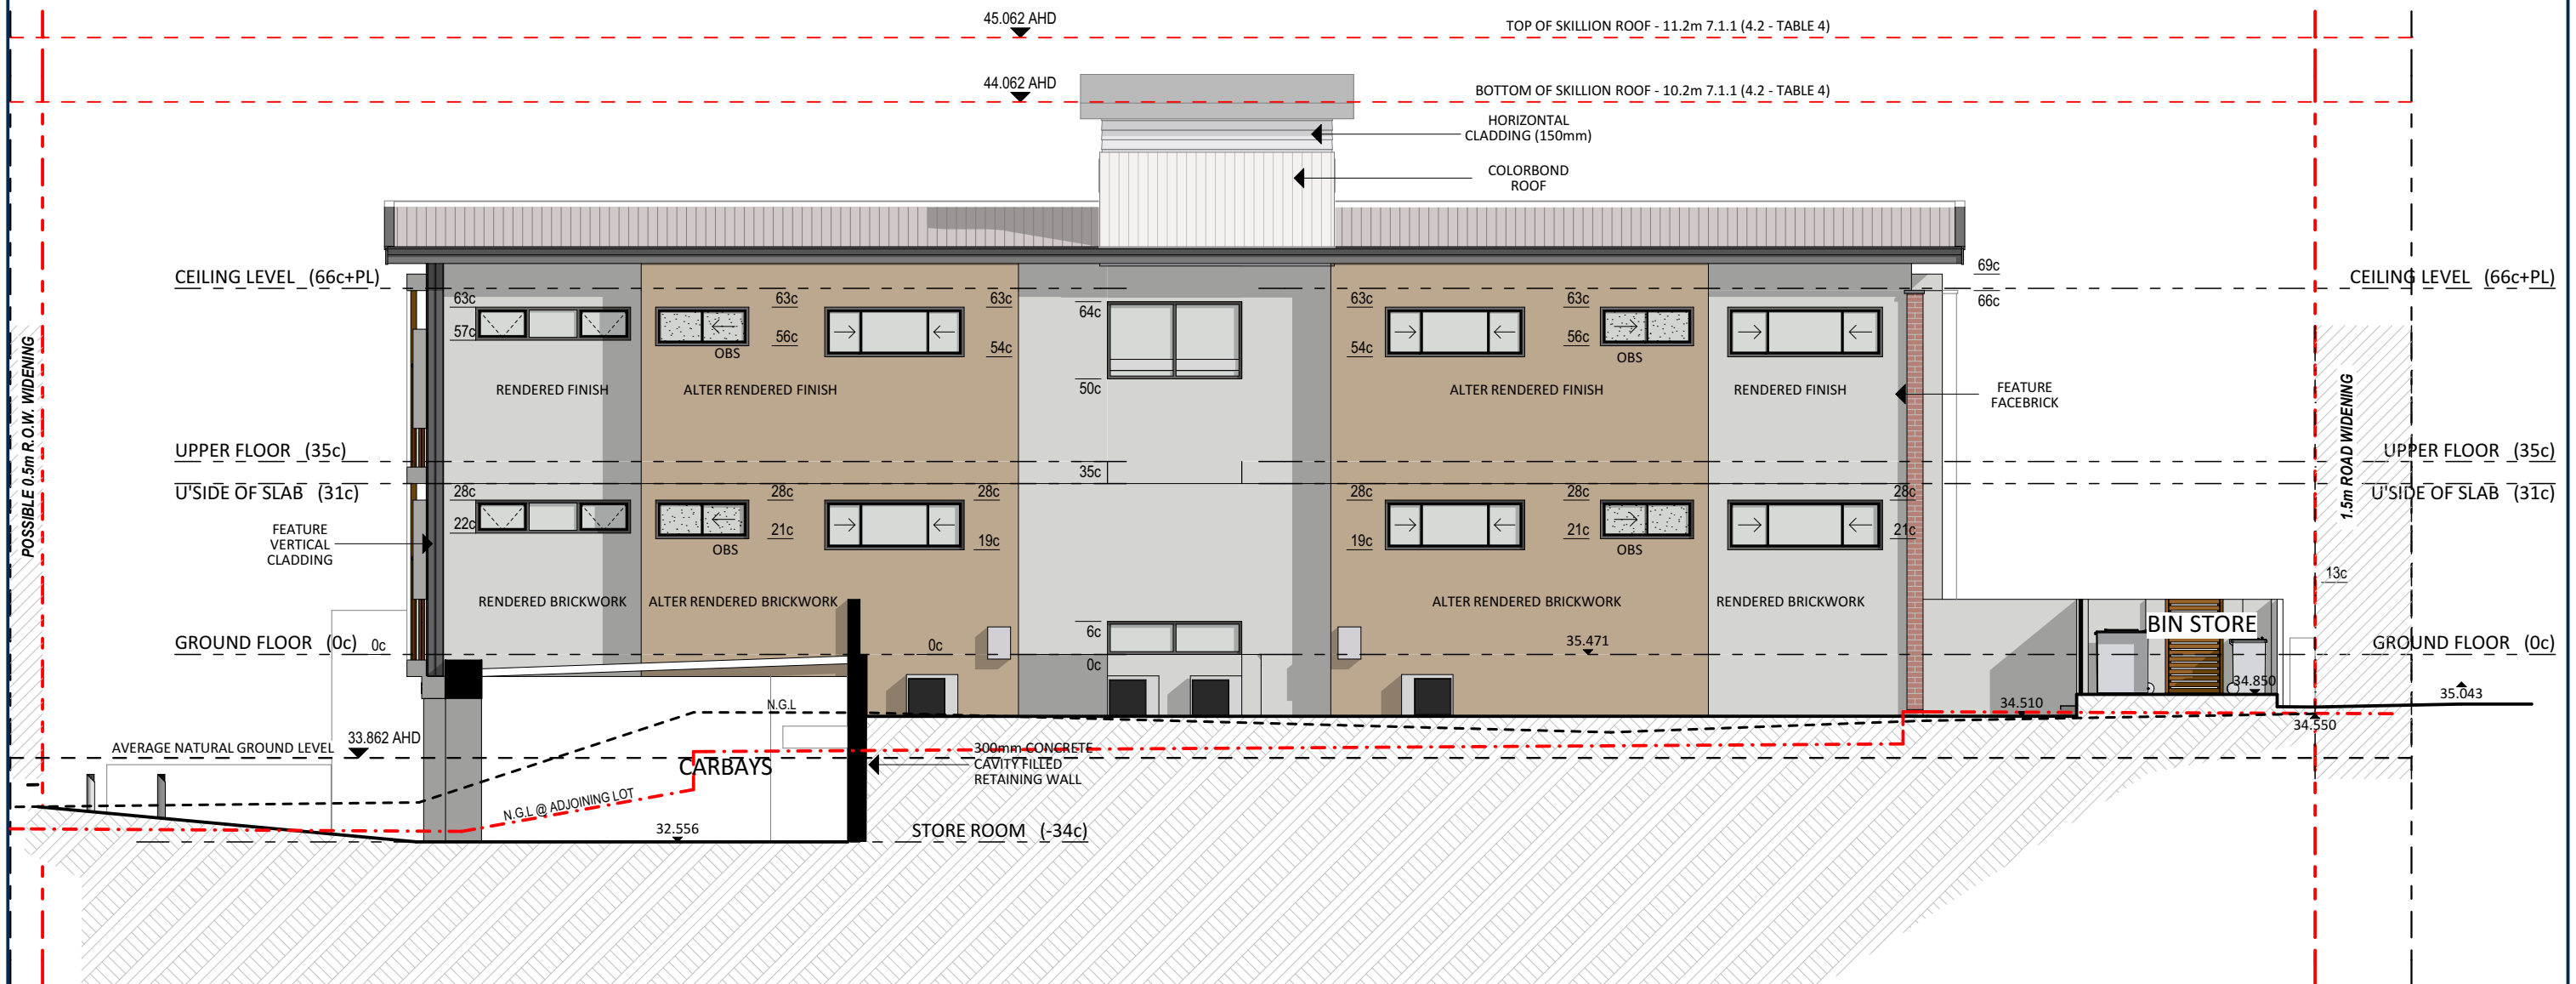 45.062 AHD
TOP OF SKILLION ROOF - 11.2m 7.1.1 (4.2 - TABLE 4)
44.062 AHD
BOTTOM OF SKILLION ROOF - 10.2m 7.1.1 (4.2 - TABLE 4)
HORIZONTAL
CLADDING (150mm)
COLORBOND
ROOF
CEILING LEVEL (66c+PL)
69c
CEILING LEVEL (66c+PL)
63c
63c
63c
64c
63c
63c
66c
57c
56c
54c
54c
56c
OBS
OBS
50c
RENDERED FINISH
ALTER RENDERED FINISH
ALTER RENDERED FINISH
RENDERED FINISH
FEATURE
FACEBRICK
POSSIBLE 0.5m R.O.W. WIDENING
1.5m ROAD WIDENING
UPPER FLOOR (35c)
35c
UPPER FLOOR (35c)
U'SIDE OF SLAB (31c)
28c
28c
28c
28c
28c
28c
U'SIDE OF SLAB (31c)
22c
21c
19c
19c
21c
21c
FEATURE
VERTICAL
CLADDING
OBS
OBS
13c
RENDERED BRICKWORK
ALTER RENDERED BRICKWORK
ALTER RENDERED BRICKWORK
RENDERED BRICKWORK
BIN STORE
6c
GROUND FLOOR (0c)
0c
0c
0c
35.471
GROUND FLOOR (0c)
34.850
35.043
N.G.L
34.510
34.550
33.862 AHD
AVERAGE NATURAL GROUND LEVEL
CARBAYS
300mm CONCRETE
CAVITY FILLED
RETAINING WALL
N.G.L @ ADJOINING LOT
32.556
STORE ROOM (-34c)